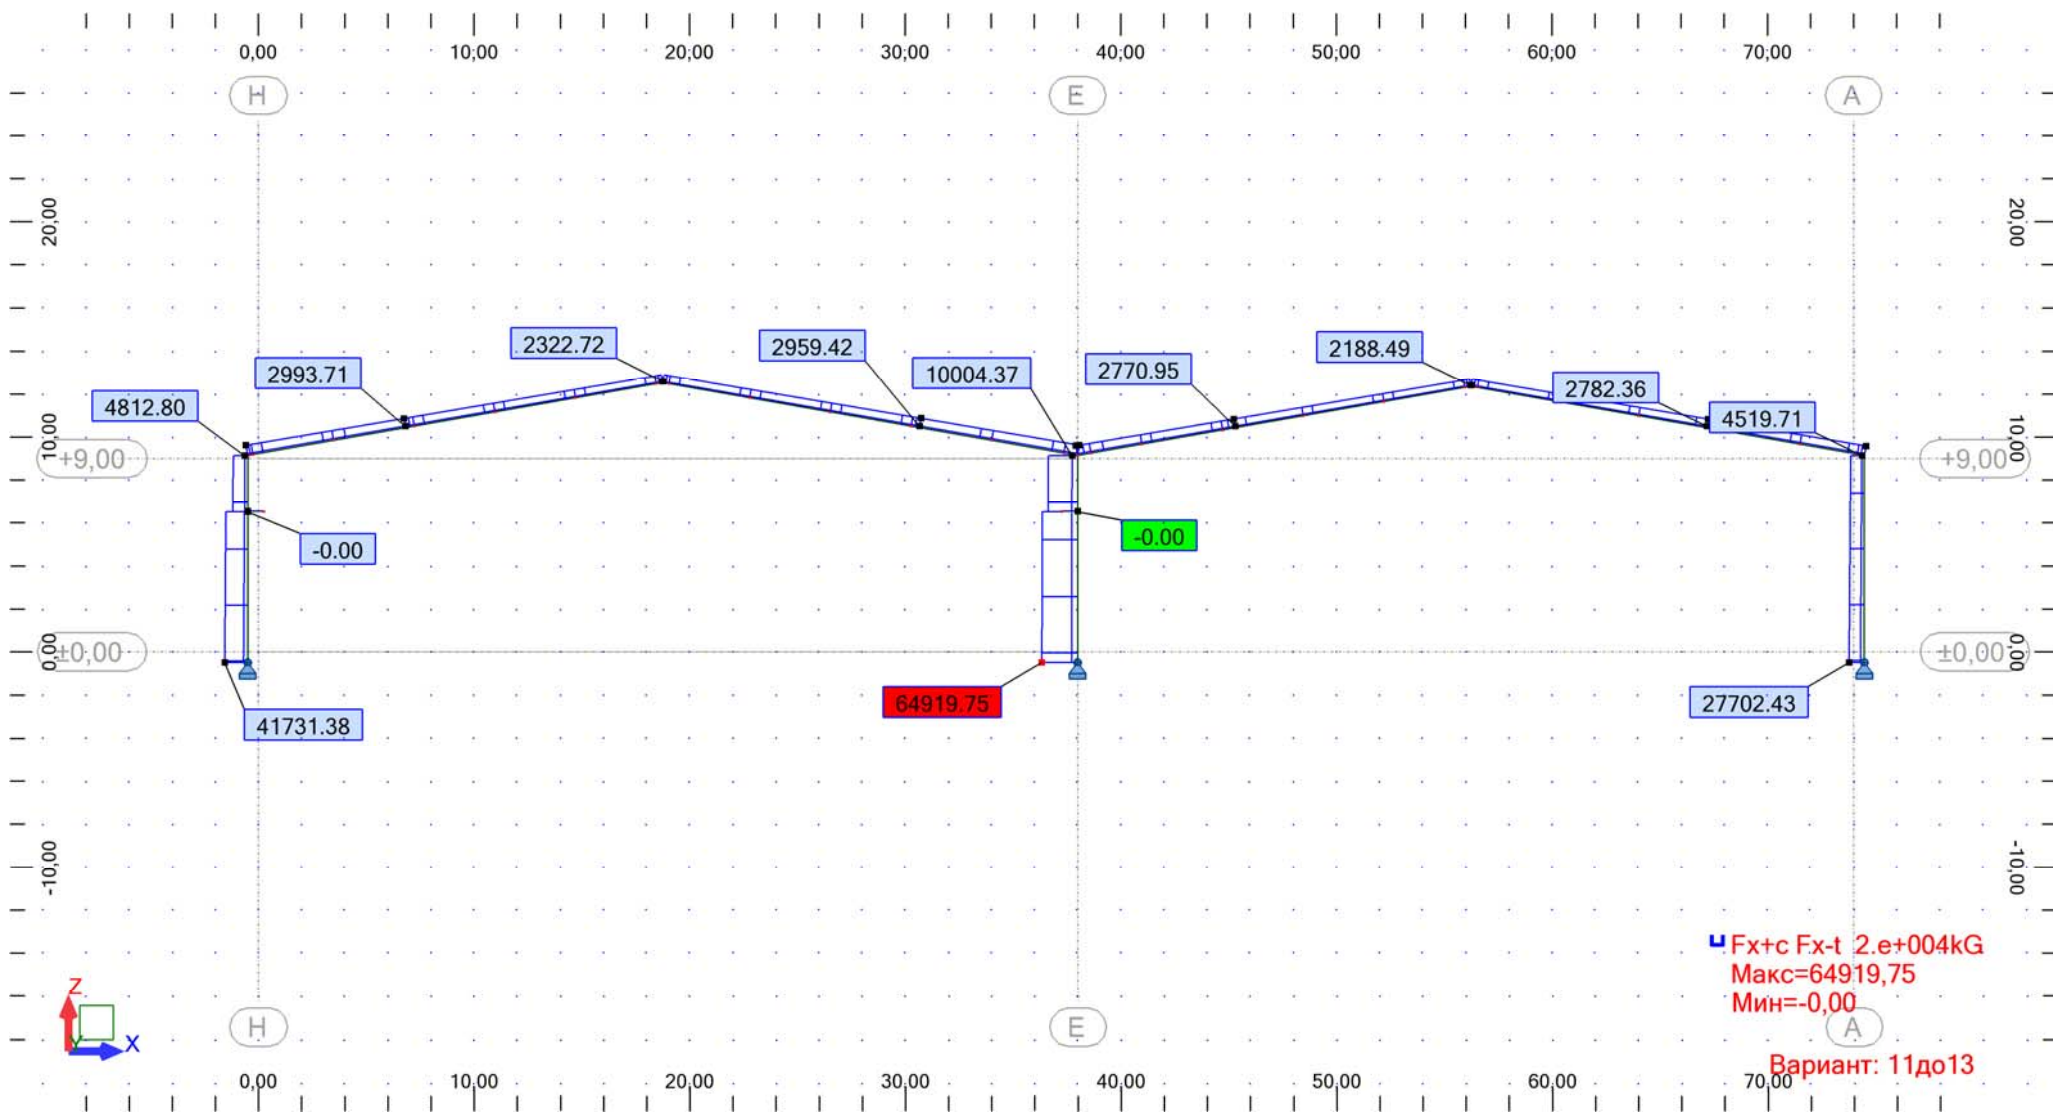 0,00 10,00 20,00 30,00 40,00 50,00 60,00 70,00
H E A
20,00 20,00
2322.72 2959.42 2188.49
2993.71 10004.37 2770.95 2782.36
4812.80 4519.71
10,00 10,00
+9,00 +9,00
-0.00 -0.00
0,00 0,00
±0,00 ±0,00
64919.75 27702.43
41731.38
-10,00 -10,00
Fx+c Fx-t 2.e+004kG
Макс=64919,75
Мин=-0,00
Z
Y X
H E A
Вариант: 11до13
0,00 10,00 20,00 30,00 40,00 50,00 60,00 70,00